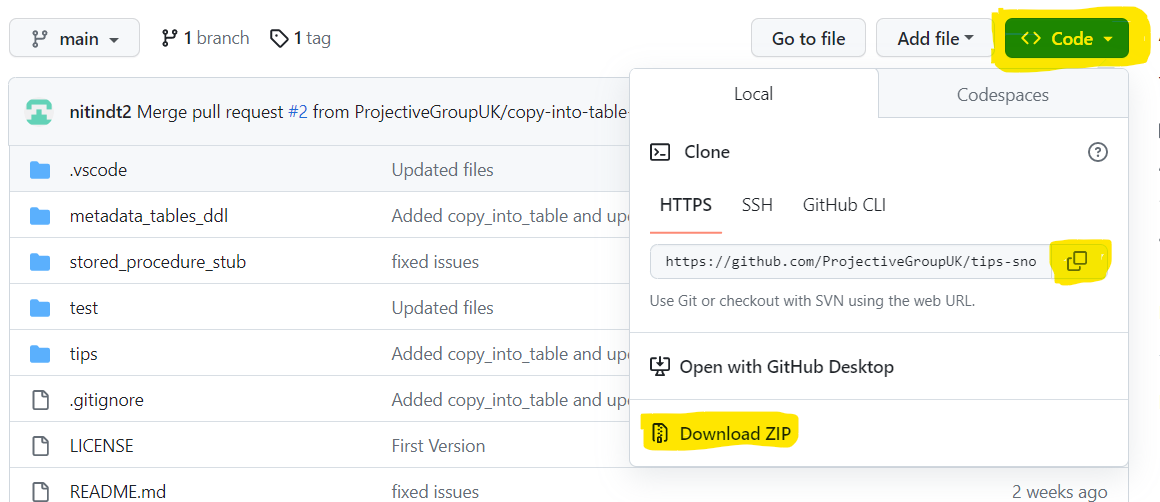 main 1 branch 1 tag Go to file Add file Code
Local Codespaces
nitindt2 Merge pull request #2 from ProjectiveGroupUK/copy-into-table-
Clone
.vscode Updated files
HTTPS SSH GitHub CLI
metadata_tables_ddl Added copy_into_table and
stored_procedure_stub fixed issues
https://github.com/ProjectiveGroupUK/tips-sno
Use Git or checkout with SVN using the web URL.
test Updated files
tips Added copy_into_table and
Open with GitHub Desktop
.gitignore Added copy_into_table and
Download ZIP
LICENSE First Version
README.md fixed issues 2 weeks ago